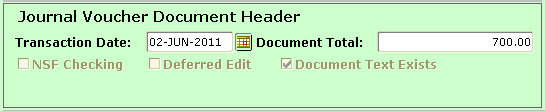 Journal Voucher Document Header
Transaction Date: 02-JUN-2011 Document Total: 700.00
NSF Checking Deferred Edit Document Text Exists